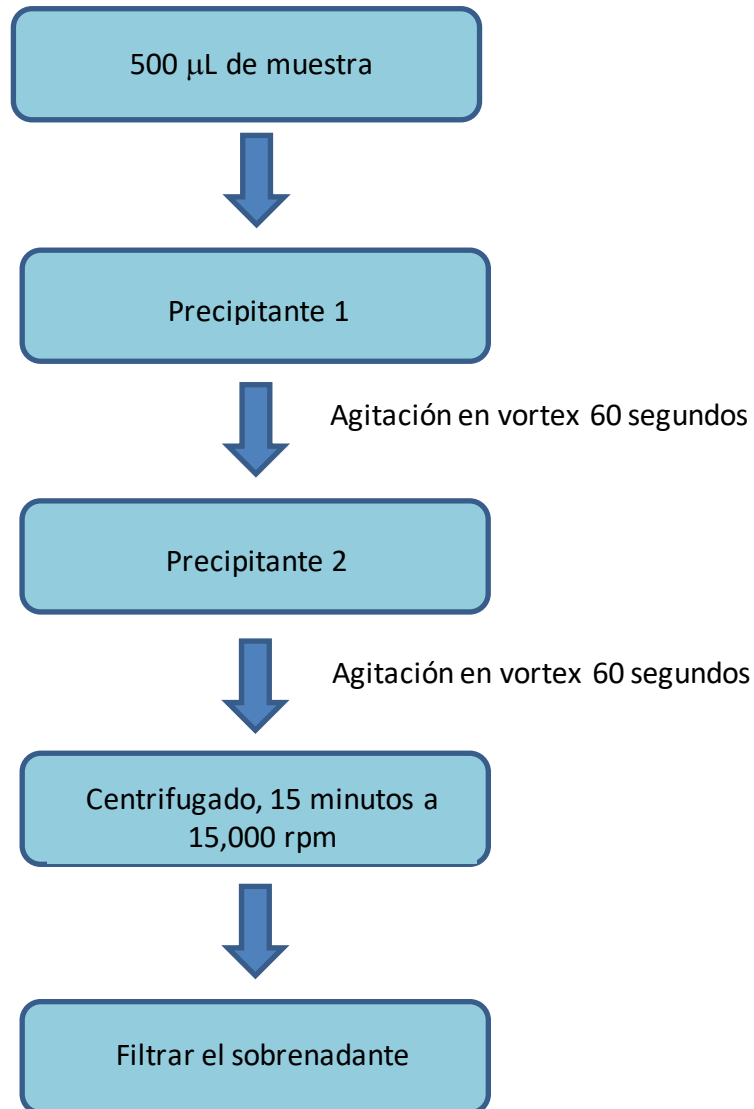 500 μL de muestra
Precipitante 1
Agitación en vortex 60 segundos
Precipitante 2
Agitación en vortex 60 segundos
Centrifugado, 15 minutos a
15,000 rpm
Filtrar el sobrenadante